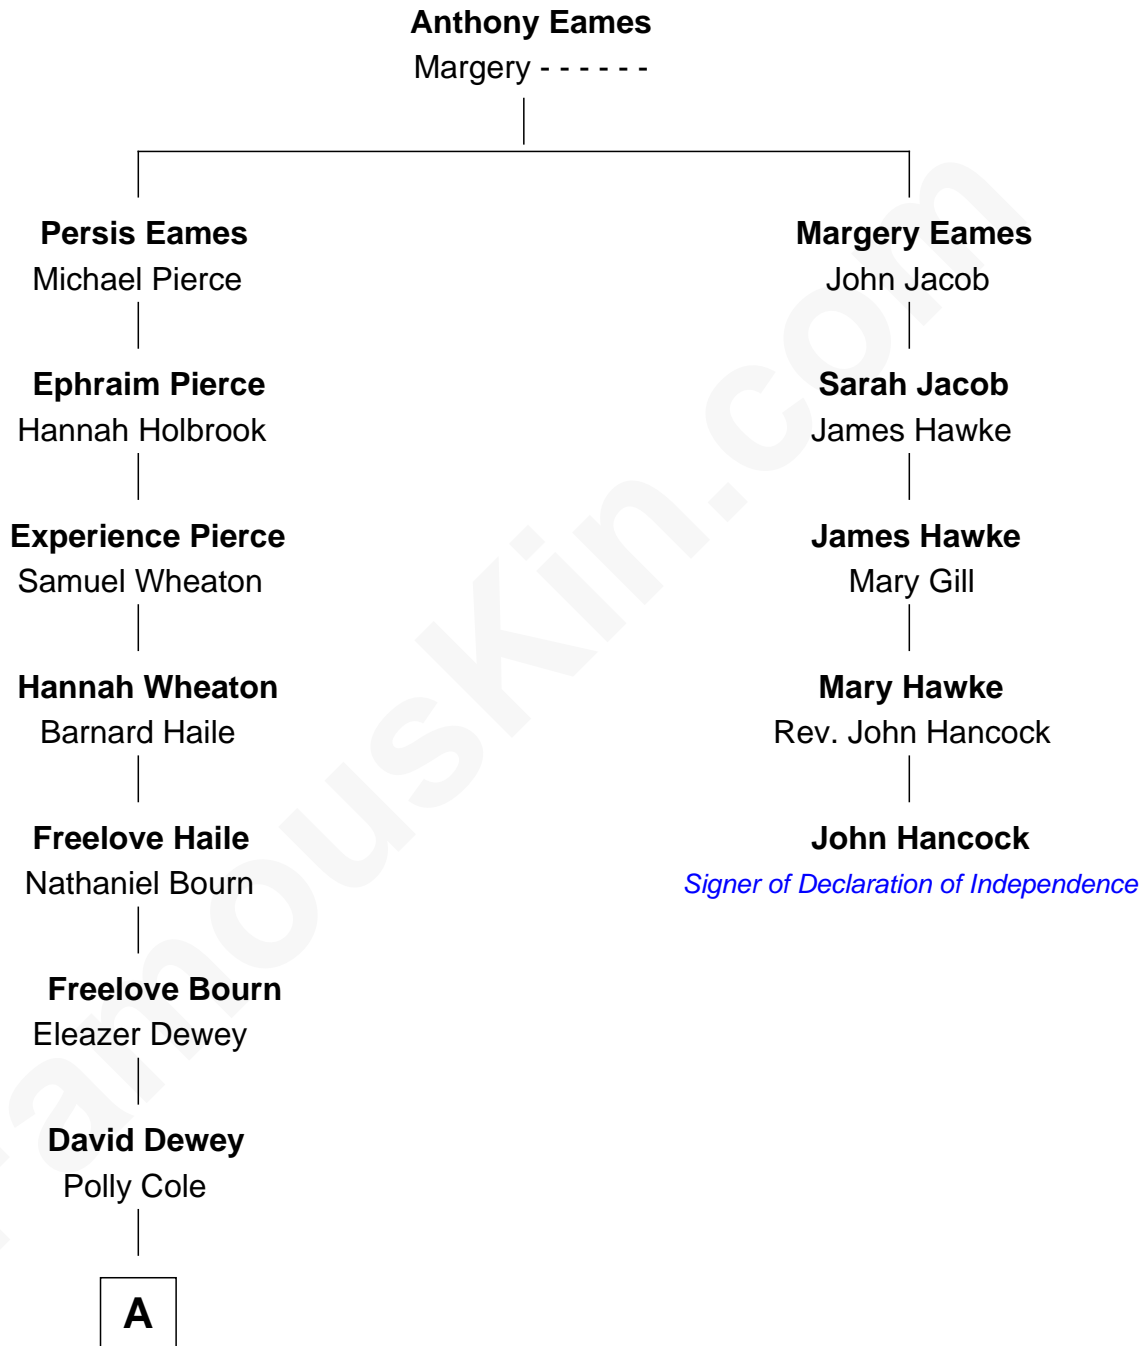 Anthony Eames
Margery - - - - - -
Persis Eames
Michael Pierce
Margery Eames
John Jacob
Ephraim Pierce
Hannah Holbrook
Sarah Jacob
James Hawke
Experience Pierce
Samuel Wheaton
James Hawke
Mary Gill
Hannah Wheaton
Barnard Haile
Mary Hawke
Rev. John Hancock
Freelove Haile
Nathaniel Bourn
John Hancock
Signer of Declaration of Independence
Freelove Bourn
Eleazer Dewey
David Dewey
Polly Cole
A
FamousKin.com